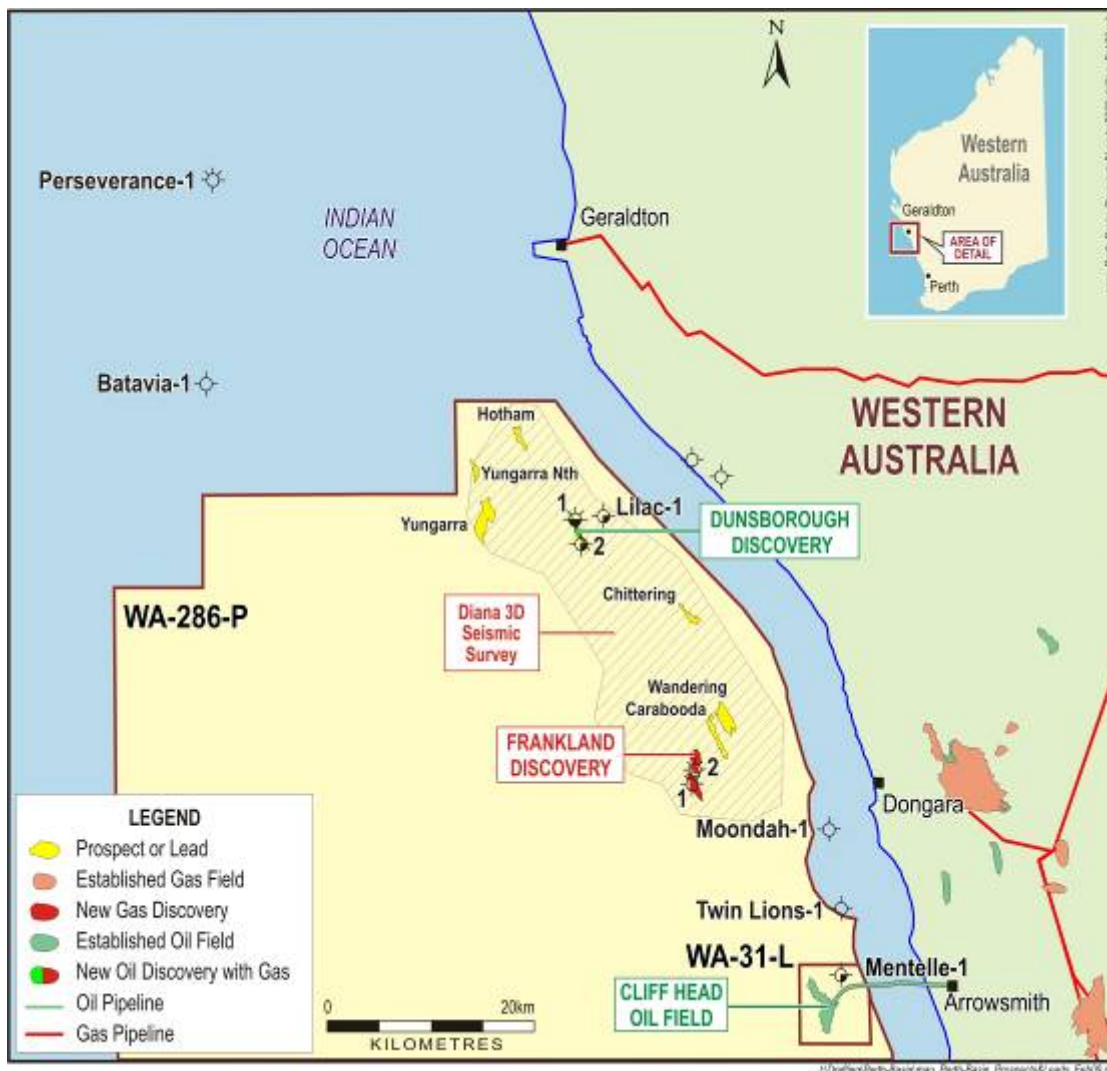 N
Western
Australia
Geraldton
AREA OF
DETAIL
Perth
Perseverance-1
INDIAN
OCEAN
Geraldton
Batavia-1
WESTERN
AUSTRALIA
Hotham
Yungarra Nth
Yungarra
1
Lilac-1
2
DUNSBOROUGH
DISCOVERY
WA-286-P
Chittering
Diana 3D
Seismic
Survey
Wandering
Carabooda
FRANKLAND
DISCOVERY
2
1
Dongara
Moondah-1
Twin Lions-1
WA-31-L
Mentelle-1
Arrowsmith
CLIFF HEAD
OIL FIELD
LEGEND
Prospect or Lead
Established Gas Field
New Gas Discovery
Established Oil Field
New Oil Discovery with Gas
Oil Pipeline
Gas Pipeline
0 20km
KILOMETRES